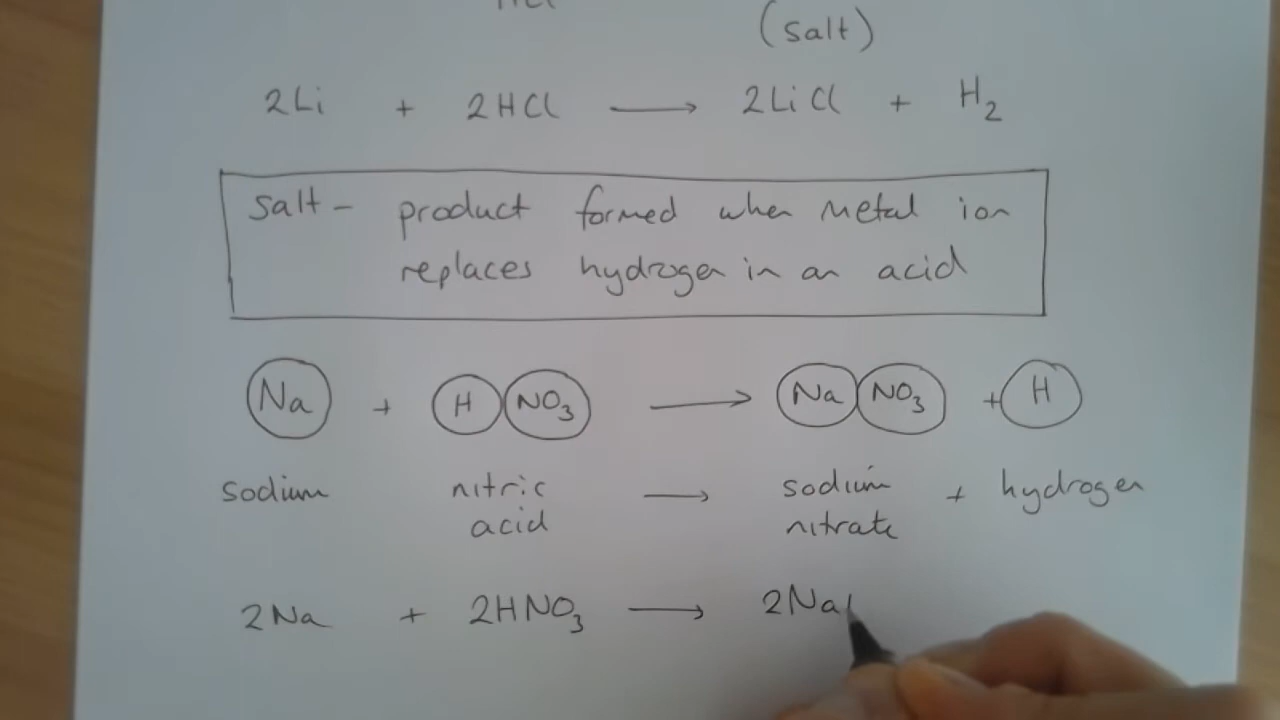 (salt)
2Li + 2HCl ⟶ 2LiCl + H₂
Salt - product formed when metal ion
replaces hydrogen in an acid
Na + H NO₃ ⟶ Na NO₃ + H
sodium nitric ⟶ sodium + hydrogen
acid nitrate
2Na + 2HNO₃ ⟶ 2Na